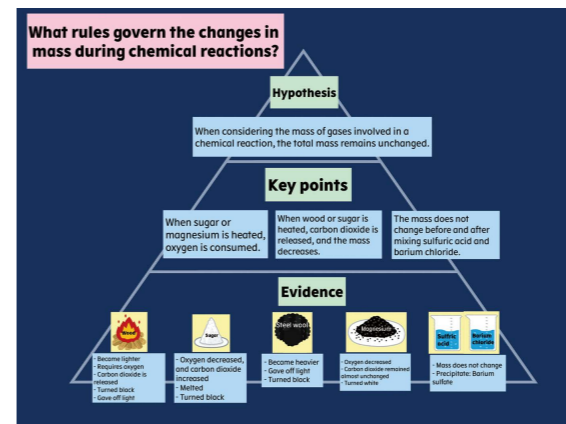 What rules govern the changes in
mass during chemical reactions?
Hypothesis
When considering the mass of gases involved in a
chemical reaction, the total mass remains unchanged.
Key points
When sugar or
magnesium is heated,
oxygen is consumed.
When wood or sugar is
heated, carbon dioxide is
released, and the mass
decreases.
The mass does not
change before and after
mixing sulfuric acid and
barium chloride.
Evidence
Wood
- Became lighter
- Requires oxygen
- Carbon dioxide is
released
- Turned black
- Gave off light
Sugar
- Oxygen decreased,
and carbon dioxide
increased
- Melted
- Turned black
Steel wool
- Became heavier
- Gave off light
- Turned black
Magnesium
- Oxygen decreased
- Carbon dioxide remained
almost unchanged
- Turned white
Sulfric
acid
Barium
chloride
- Mass does not change
- Precipitate: Barium
sulfate